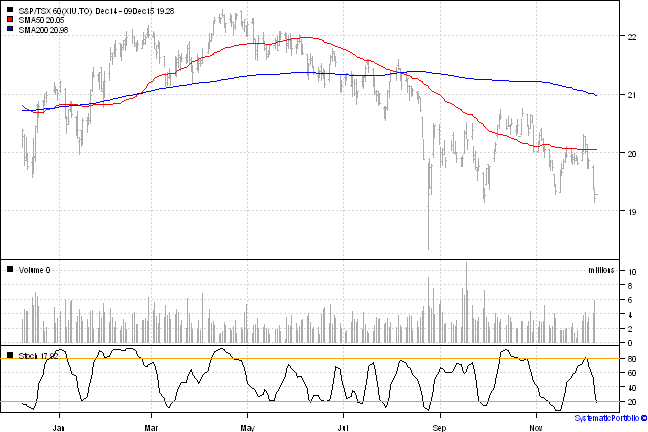 S&P/TSX 60(XIU.TO) Dec14 - 09Dec15 19.28
SMA50 20.05
SMA200 20.98
22
21
20
19
Volume 0
millions
10
8
6
4
2
0
Stoch 17.92
80
60
40
20
Jan Mar May Jul Sep Nov
SystematicPortfolio ©